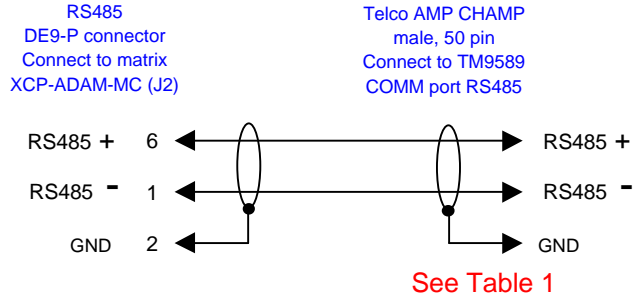 RS485
DE9-P connector
Connect to matrix
XCP-ADAM-MC (J2)
Telco AMP CHAMP
male, 50 pin
Connect to TM9589
COMM port RS485
RS485 + 6 RS485 +
RS485 - 1 RS485 -
GND 2 GND
See Table 1